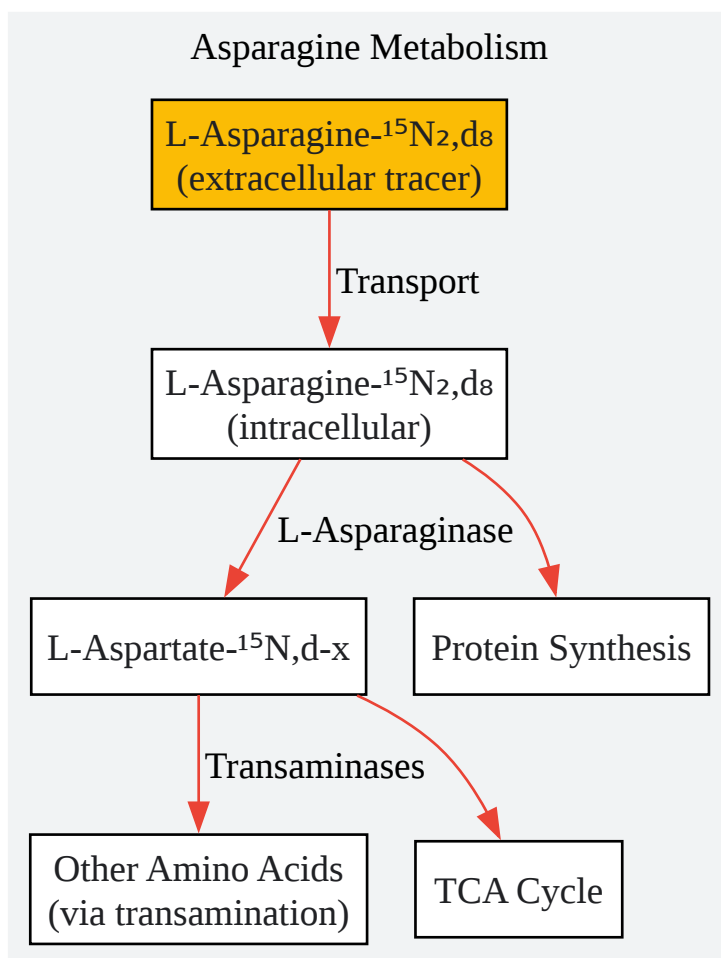 Asparagine Metabolism
L-Asparagine-¹⁵N₂,d₈
(extracellular tracer)
Transport
L-Asparagine-¹⁵N₂,d₈
(intracellular)
L-Asparaginase
L-Aspartate-¹⁵N,d-x
Protein Synthesis
Transaminases
Other Amino Acids
(via transamination)
TCA Cycle